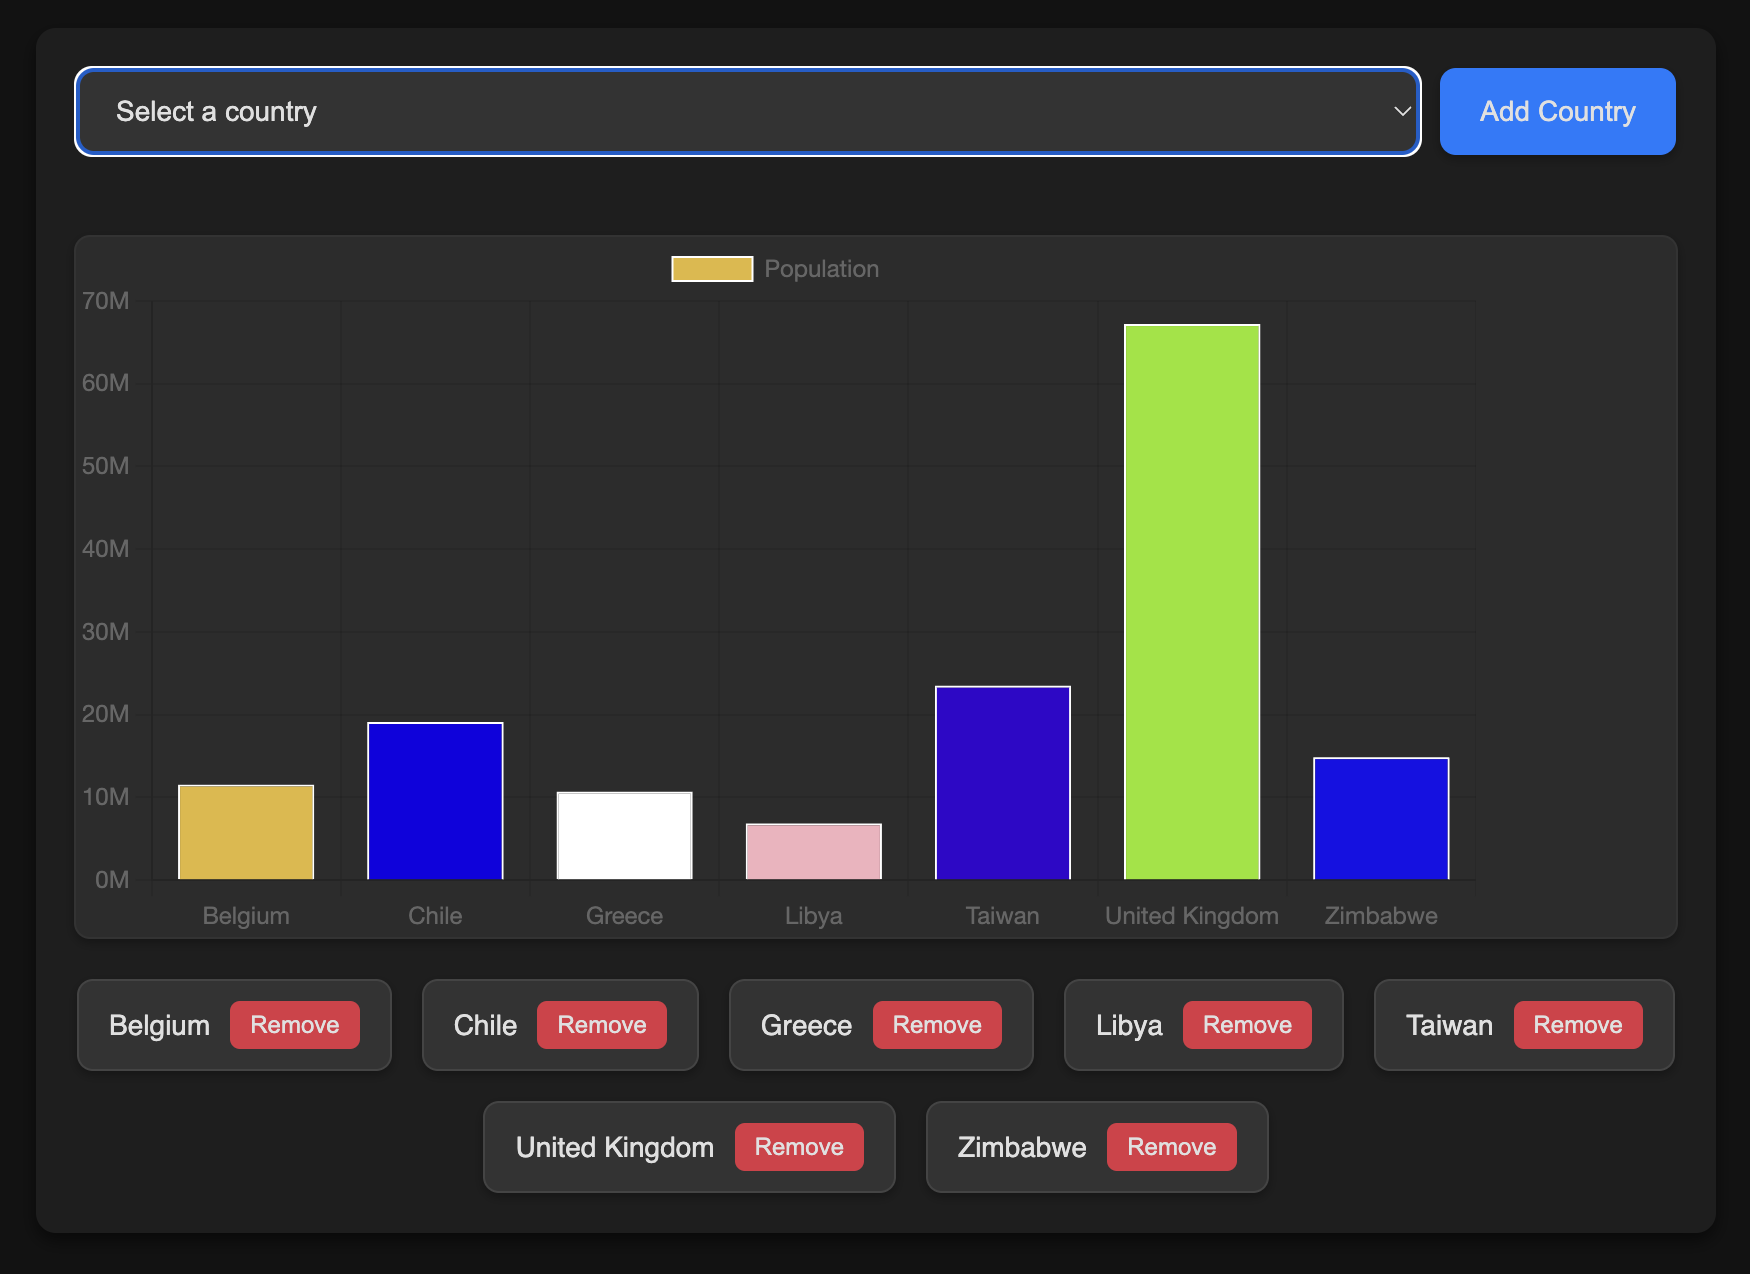 Select a country
Add Country
Population
70M
60M
50M
40M
30M
20M
10M
0M
Belgium Chile Greece Libya Taiwan United Kingdom Zimbabwe
Belgium Remove Chile Remove Greece Remove Libya Remove Taiwan Remove
United Kingdom Remove Zimbabwe Remove